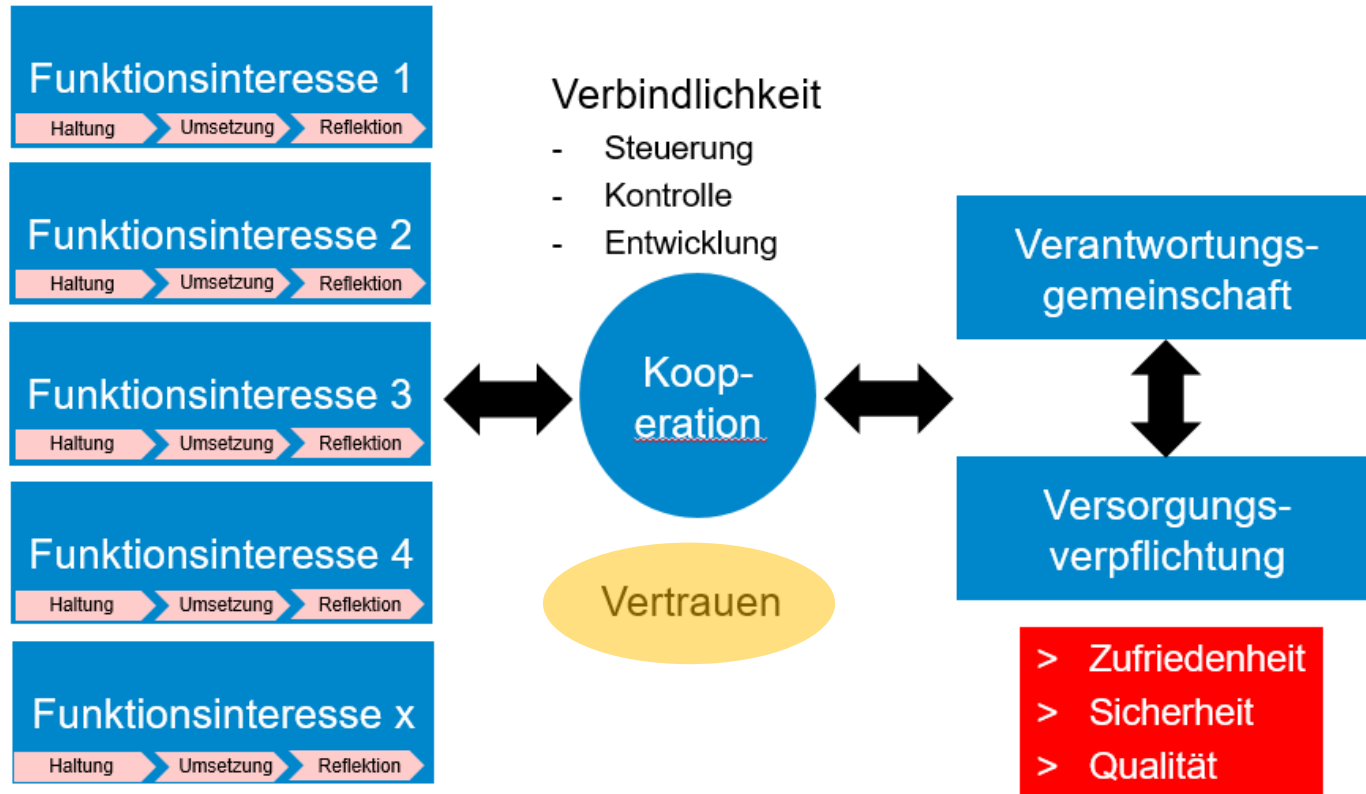 Funktionsinteresse 1
Haltung Umsetzung Reflektion
Funktionsinteresse 2
Haltung Umsetzung Reflektion
Funktionsinteresse 3
Haltung Umsetzung Reflektion
Funktionsinteresse 4
Haltung Umsetzung Reflektion
Funktionsinteresse x
Haltung Umsetzung Reflektion
Verbindlichkeit
- Steuerung
- Kontrolle
- Entwicklung
Koop-
eration
Vertrauen
Verantwortungs-
gemeinschaft
Versorgungs-
verpflichtung
> Zufriedenheit
> Sicherheit
> Qualität